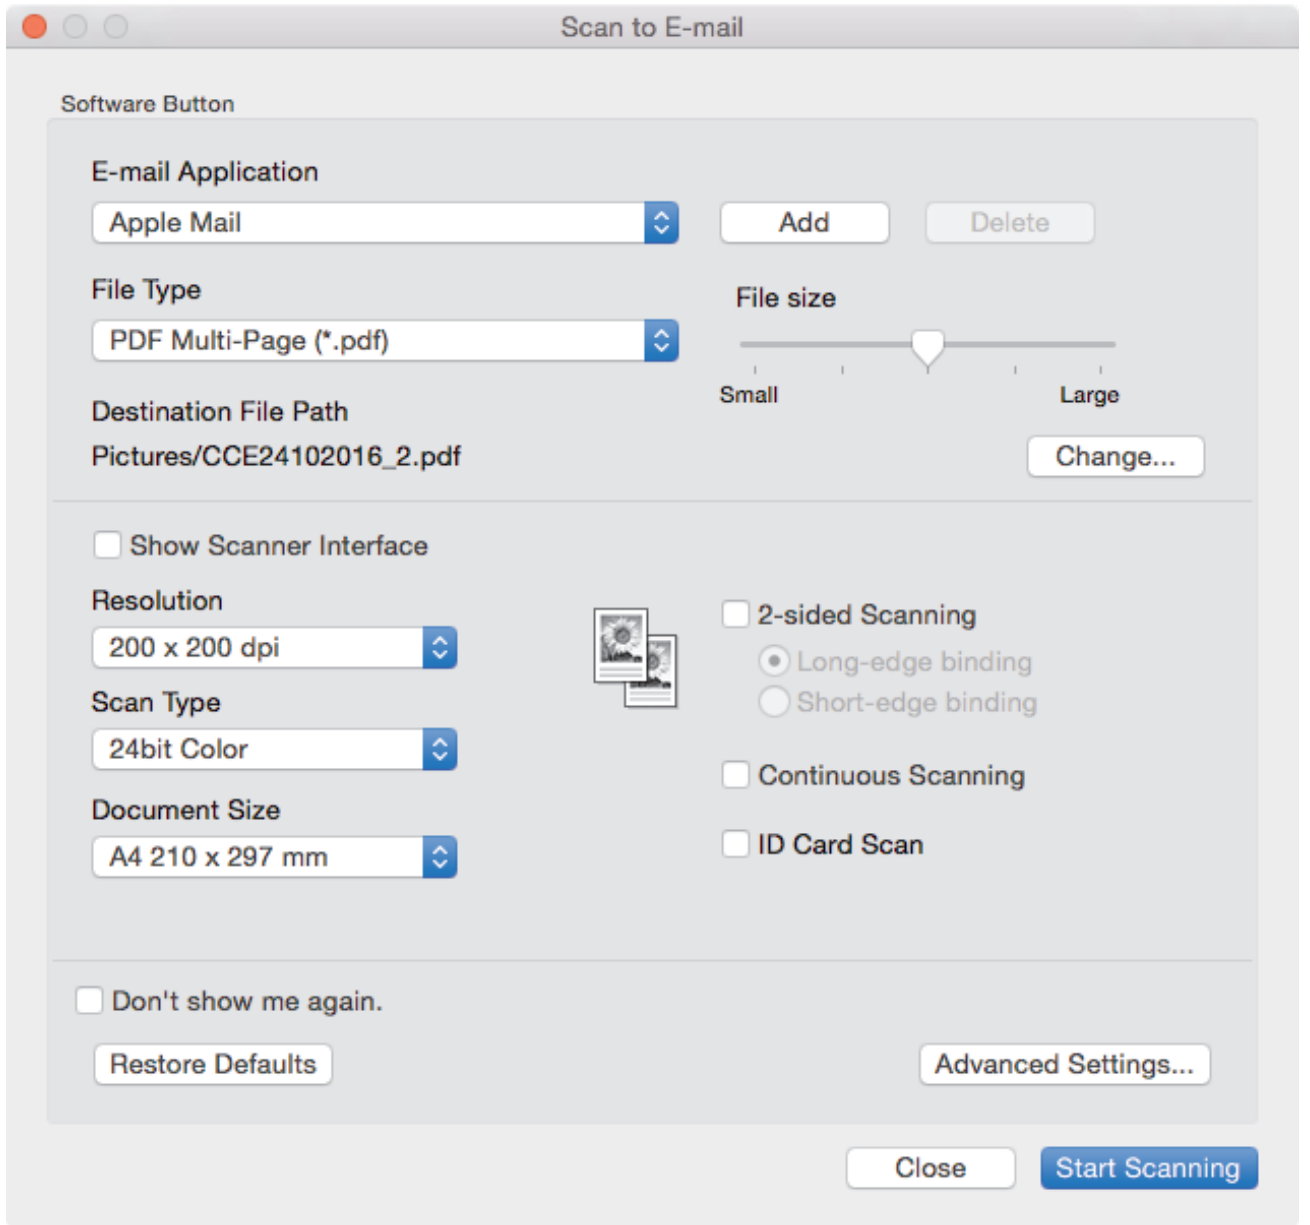 Scan to E-mail
Software Button
E-mail Application
Apple Mail
Add
Delete
File Type
File size
PDF Multi-Page (*.pdf)
Small
Large
Destination File Path
Pictures/CCE24102016_2.pdf
Change...
Show Scanner Interface
Resolution
200 x 200 dpi
Scan Type
24bit Color
Document Size
A4 210 x 297 mm
2-sided Scanning
Long-edge binding
Short-edge binding
Continuous Scanning
ID Card Scan
Don't show me again.
Restore Defaults
Advanced Settings...
Close
Start Scanning